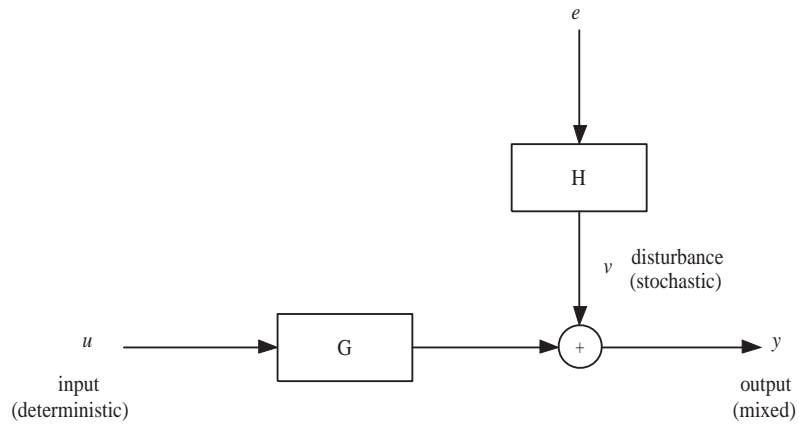 e
H
v disturbance
(stochastic)
u
G
+
y
input
(deterministic)
output
(mixed)